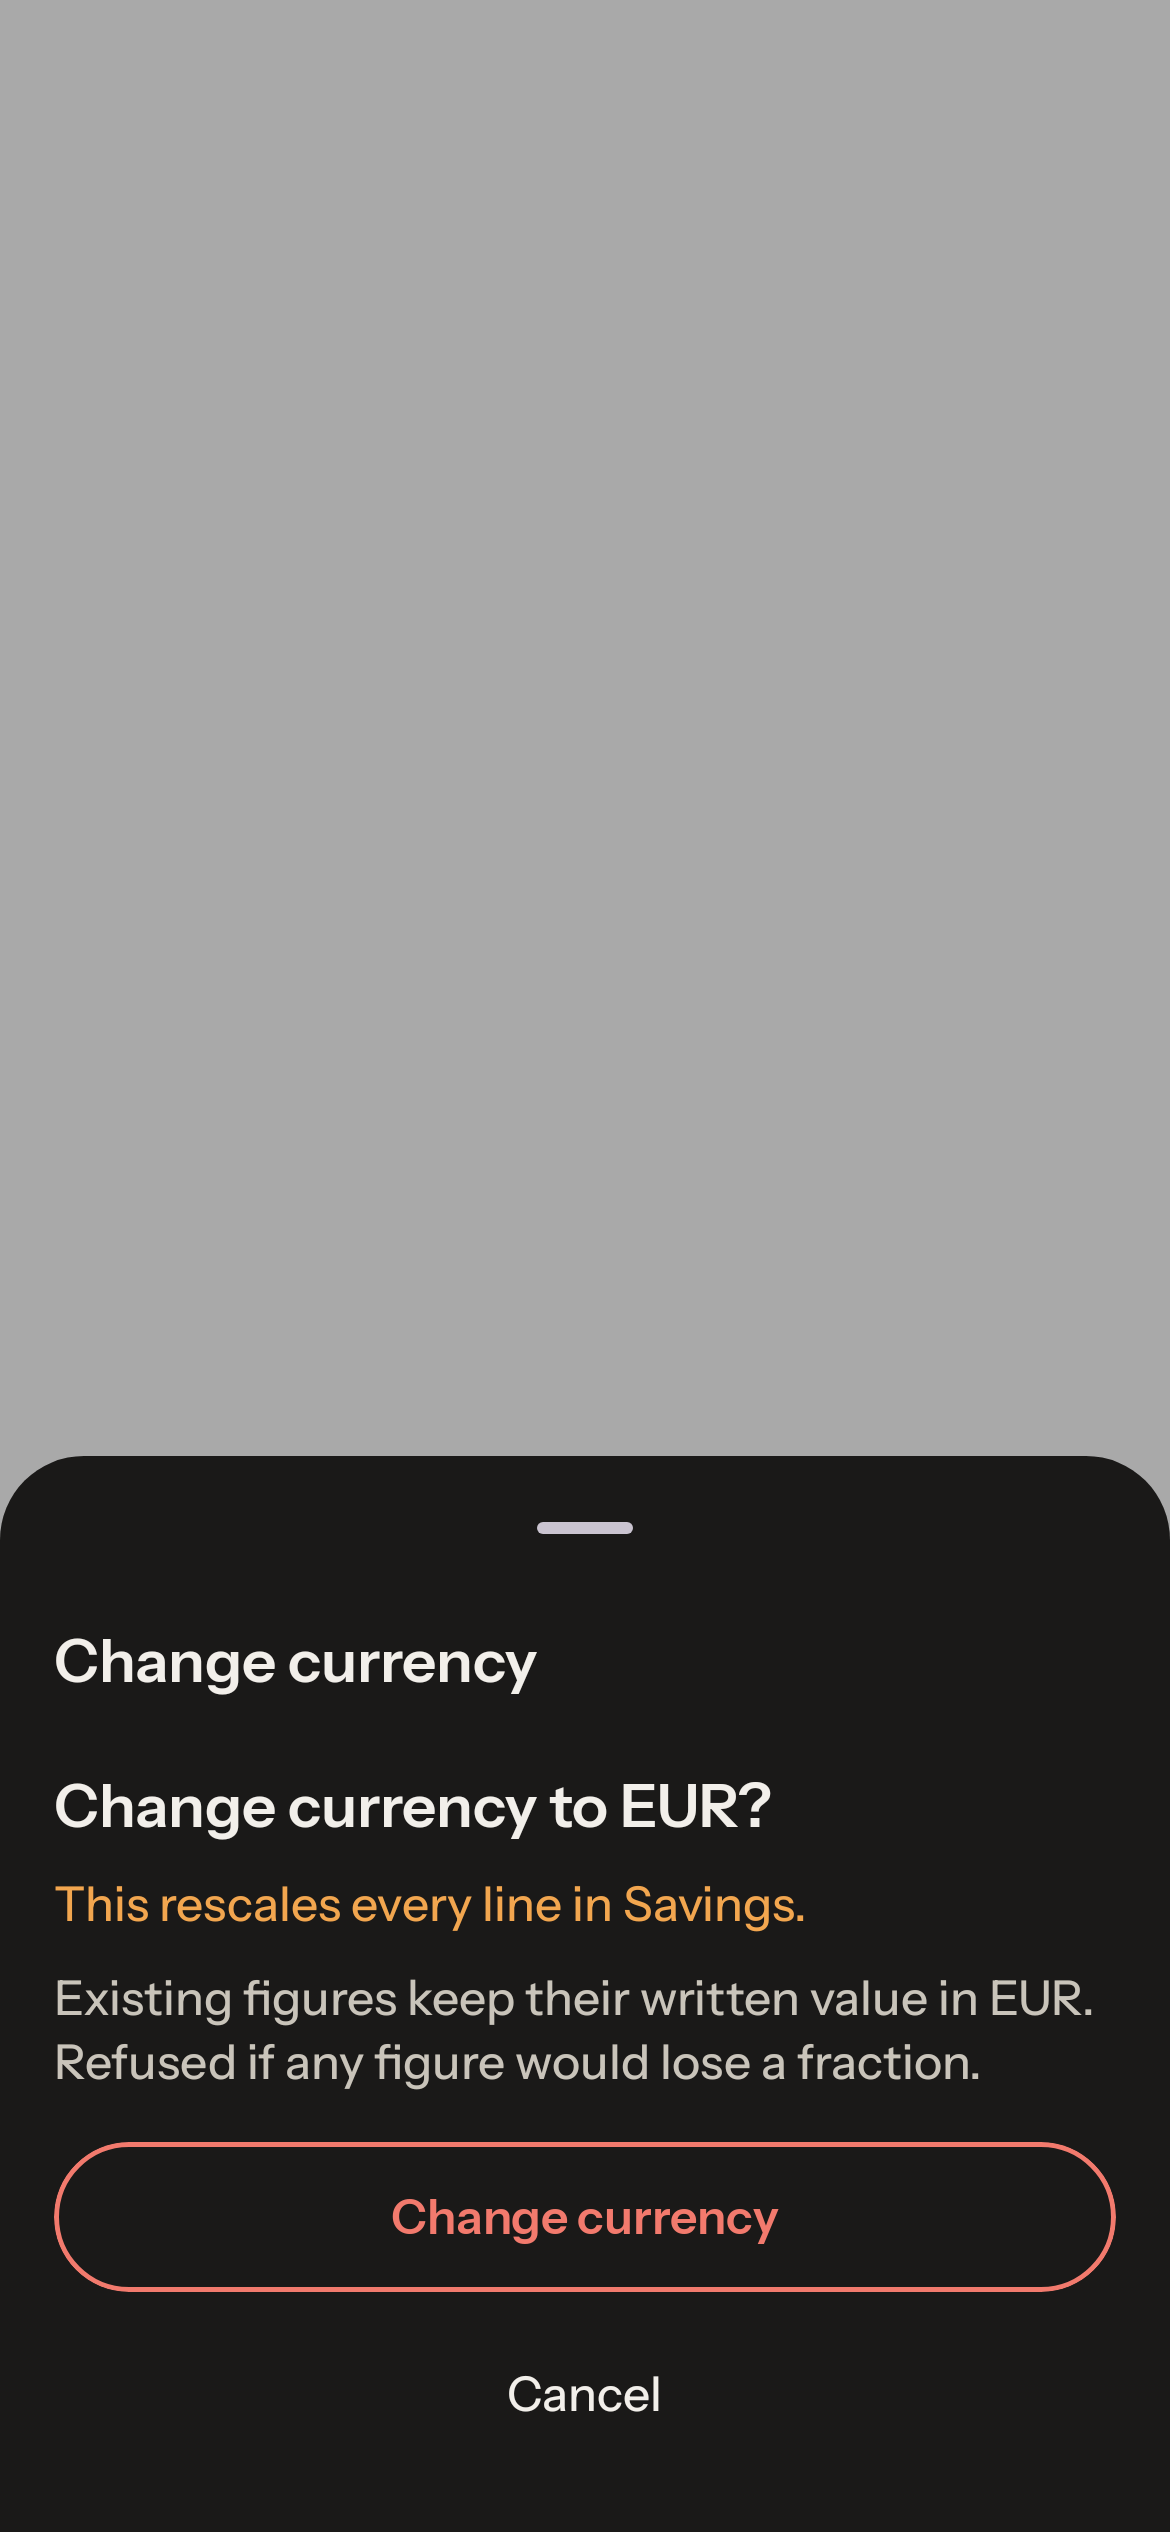 Change currency
Change currency to EUR?
This rescales every line in Savings.
Existing figures keep their written value in EUR.
Refused if any figure would lose a fraction.
Change currency
Cancel